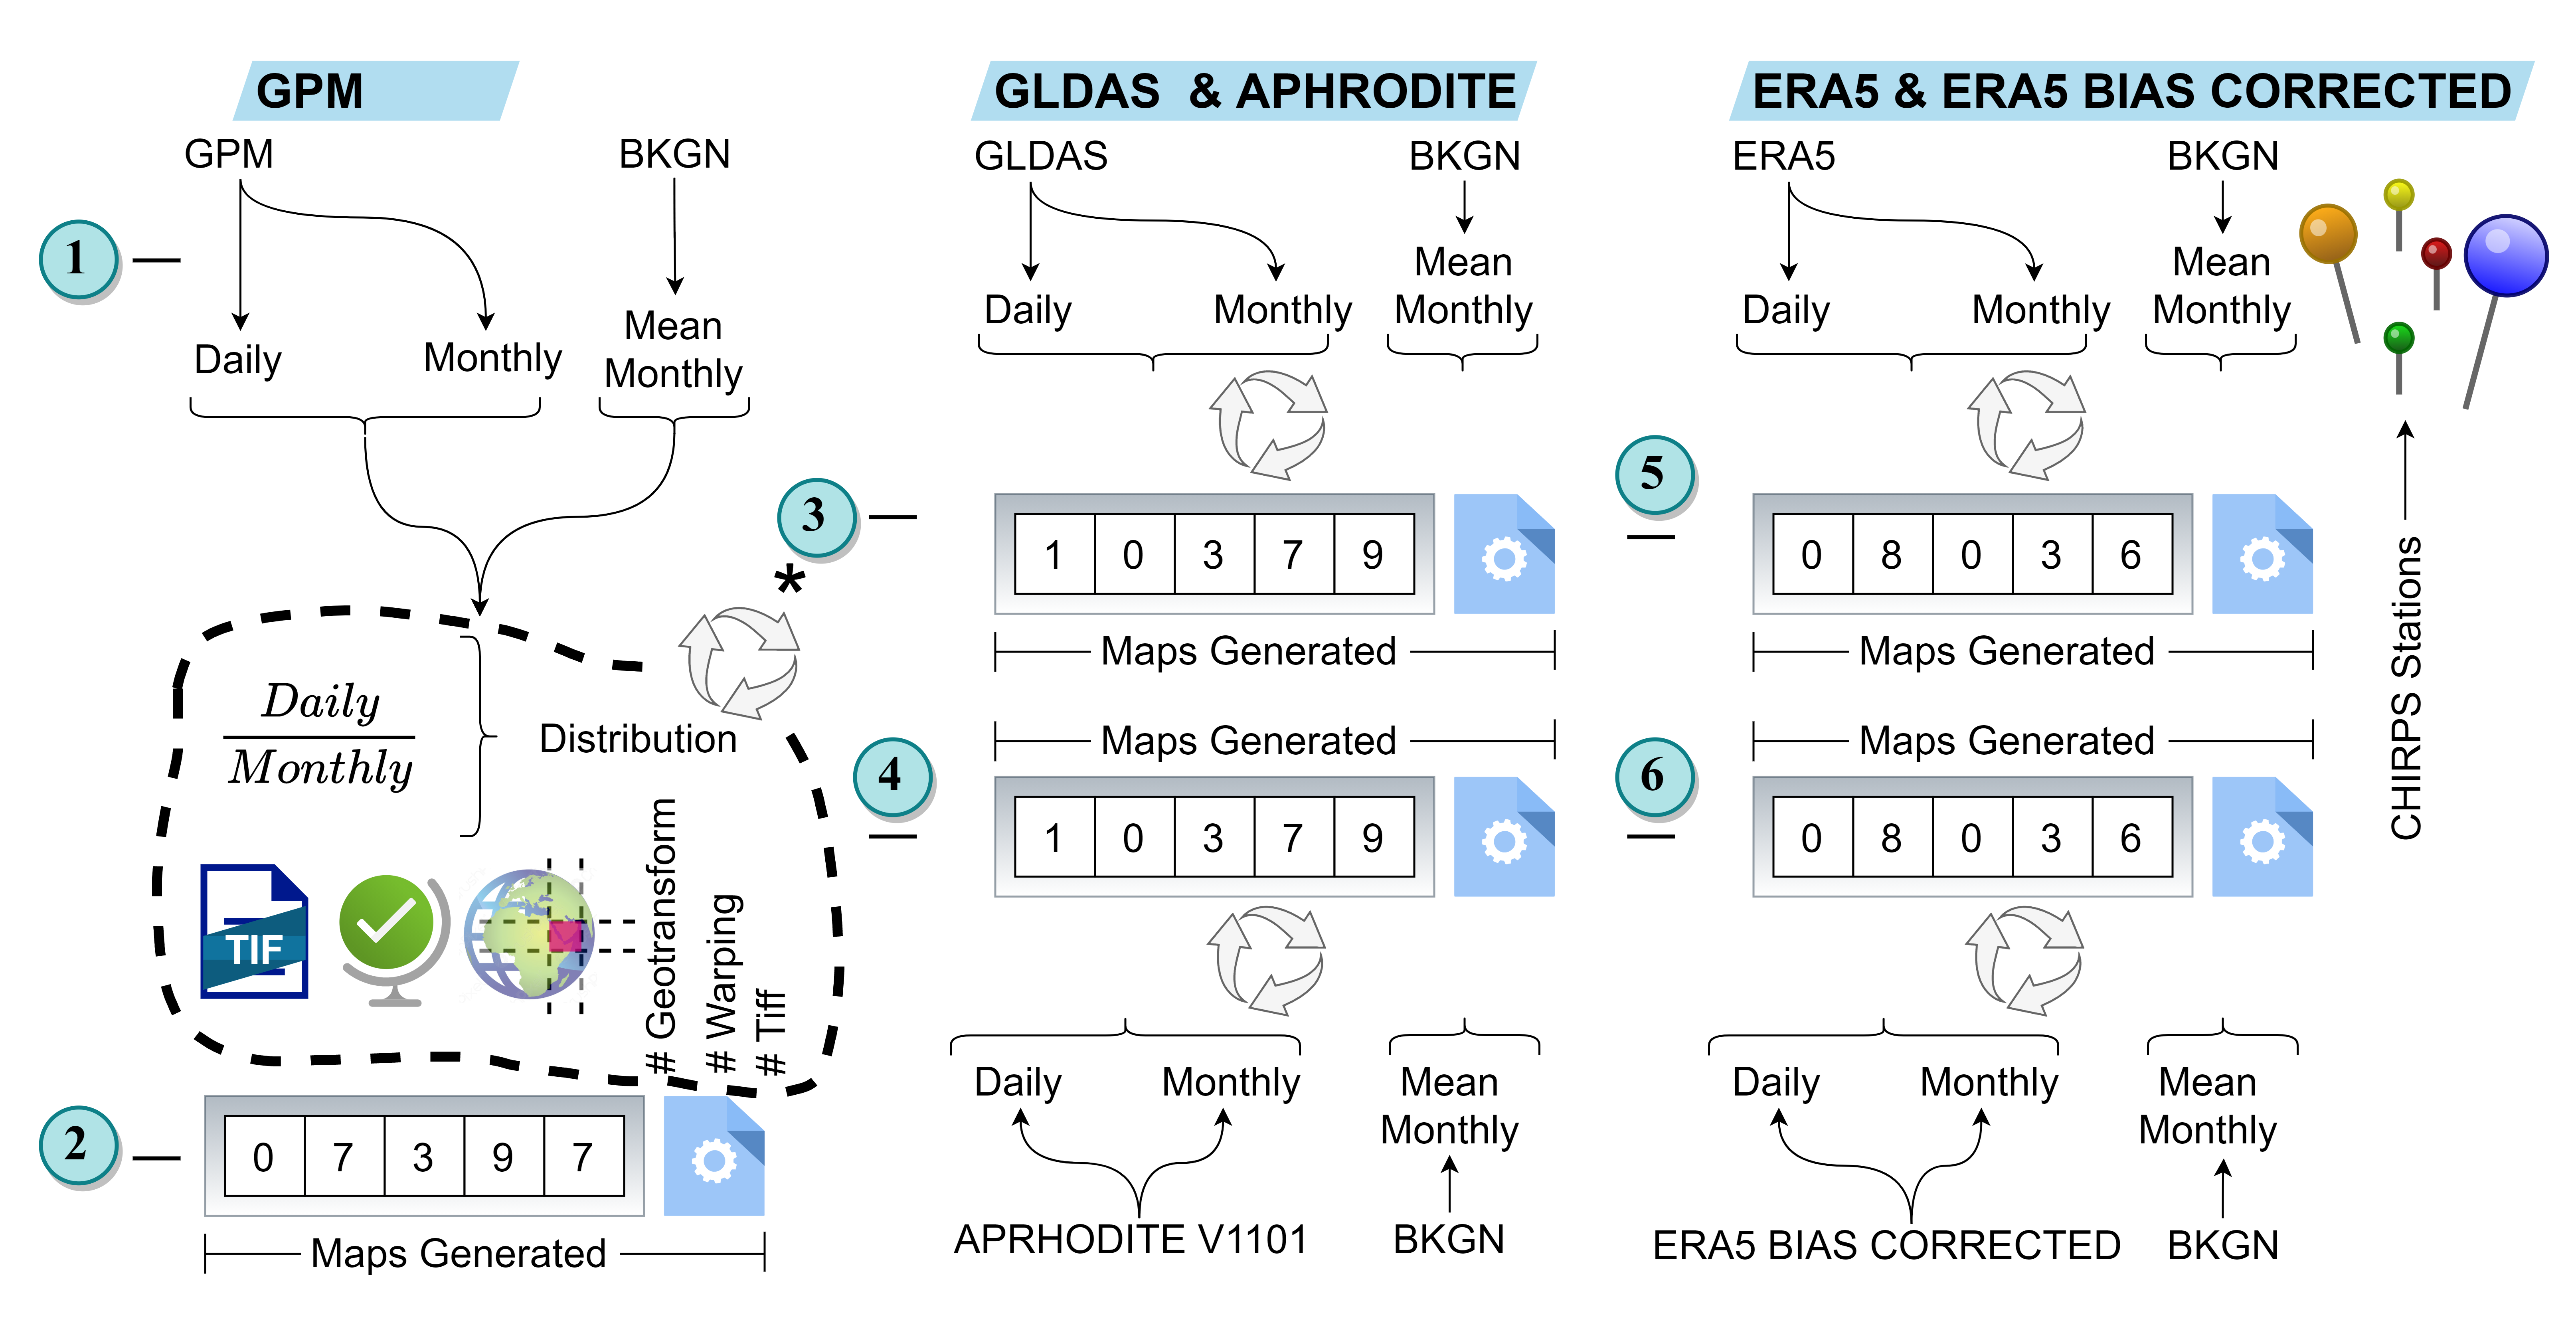 GPM
GPM
BKGN
1
Daily
Monthly
Mean
Monthly
Daily
Monthly
Distribution
*
TIF
# Geotransform
# Warping
# Tiff
2
0 7 3 9 7
Maps Generated
GLDAS & APHRODITE
GLDAS
BKGN
Daily
Monthly
Mean
Monthly
3
1 0 3 7 9
Maps Generated
Maps Generated
4
1 0 3 7 9
Daily
Monthly
Mean
Monthly
APRHODITE V1101
BKGN
ERA5 & ERA5 BIAS CORRECTED
ERA5
BKGN
Daily
Monthly
Mean
Monthly
5
0 8 0 3 6
Maps Generated
Maps Generated
6
0 8 0 3 6
Daily
Monthly
Mean
Monthly
ERA5 BIAS CORRECTED
BKGN
CHIRPS Stations